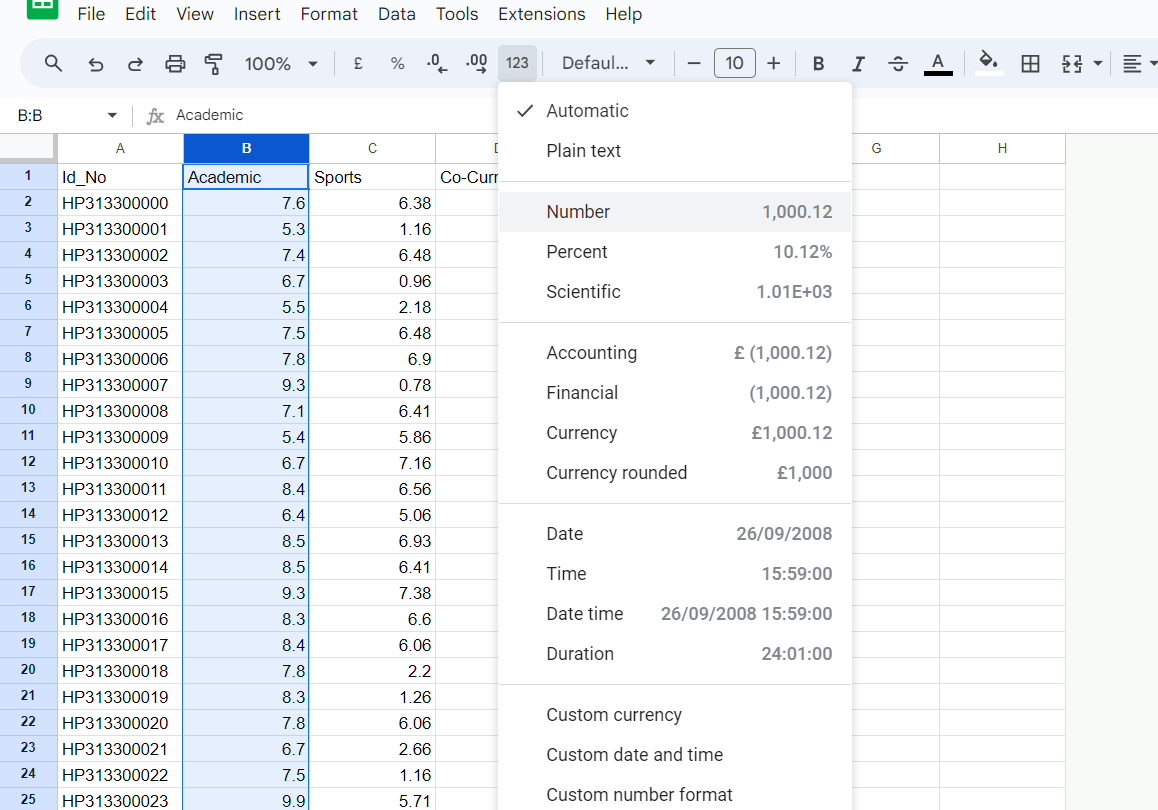 File Edit View Insert Format Data Tools Extensions Help
100% £ % .0 .00 123 Defaul... 10 B I A
B:B fx Academic
A B C G H
1 Id_No Academic Sports Co-Curr
2 HP313300000 7.6 6.38
3 HP313300001 5.3 1.16
4 HP313300002 7.4 6.48
5 HP313300003 6.7 0.96
6 HP313300004 5.5 2.18
7 HP313300005 7.5 6.48
8 HP313300006 7.8 6.9
9 HP313300007 9.3 0.78
10 HP313300008 7.1 6.41
11 HP313300009 5.4 5.86
12 HP313300010 6.7 7.16
13 HP313300011 8.4 6.56
14 HP313300012 6.4 5.06
15 HP313300013 8.5 6.93
16 HP313300014 8.5 6.41
17 HP313300015 9.3 7.38
18 HP313300016 8.3 6.6
19 HP313300017 8.4 6.06
20 HP313300018 7.8 2.2
21 HP313300019 8.3 1.26
22 HP313300020 7.8 6.06
23 HP313300021 6.7 2.66
24 HP313300022 7.5 1.16
25 HP313300023 9.9 5.71
Automatic
Plain text
Number 1,000.12
Percent 10.12%
Scientific 1.01E+03
Accounting £ (1,000.12)
Financial (1,000.12)
Currency £1,000.12
Currency rounded £1,000
Date 26/09/2008
Time 15:59:00
Date time 26/09/2008 15:59:00
Duration 24:01:00
Custom currency
Custom date and time
Custom number format